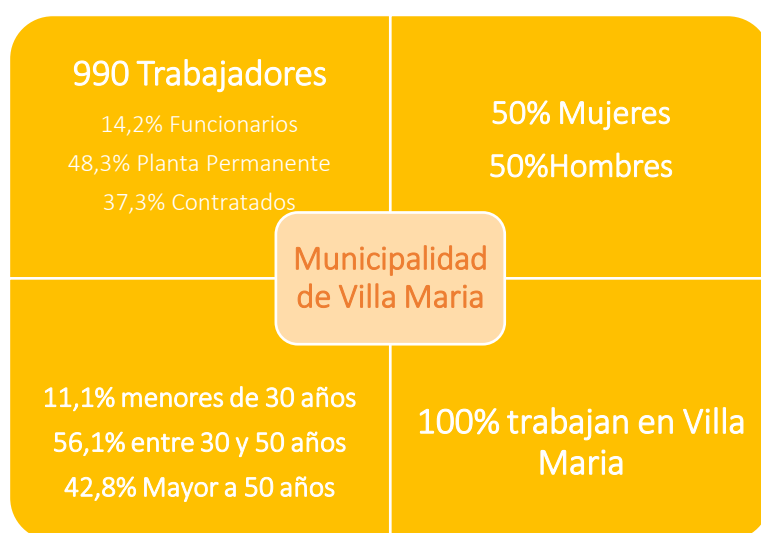 990 Trabajadores
14,2% Funcionarios
48,3% Planta Permanente
37,3% Contratados
50% Mujeres
50%Hombres
Municipalidad
de Villa Maria
11,1% menores de 30 años
56,1% entre 30 y 50 años
42,8% Mayor a 50 años
100% trabajan en Villa
Maria